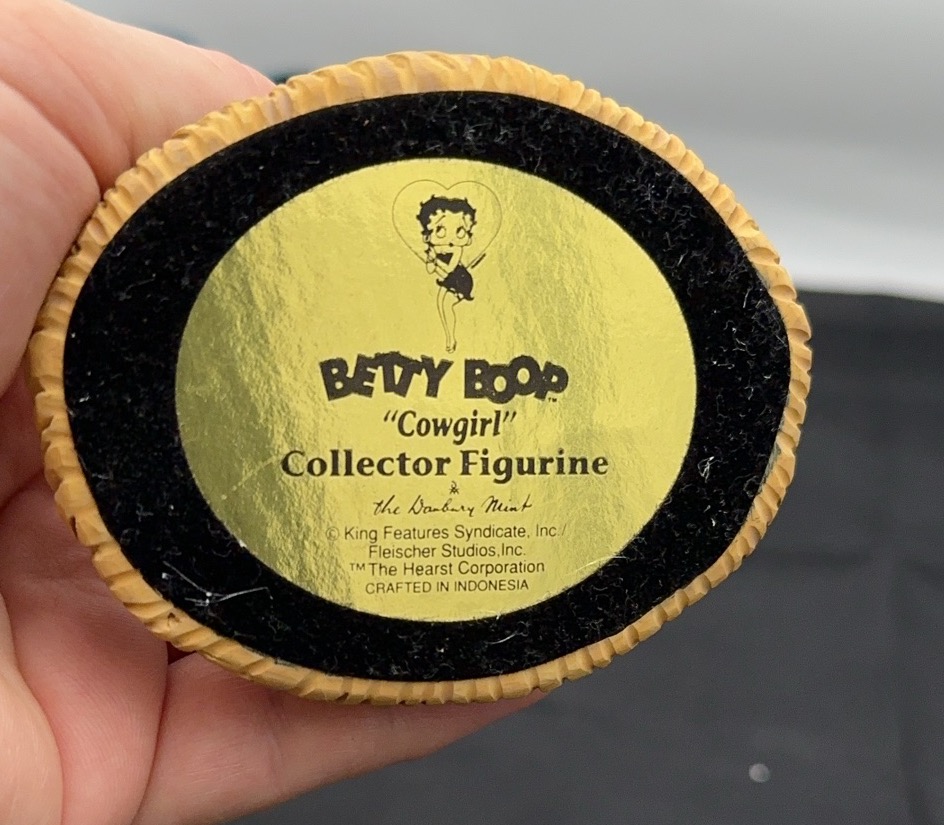 BETTY BOOP™
“Cowgirl”
Collector Figurine
the Danbury Mint
© King Features Syndicate, Inc./
Fleischer Studios, Inc.
™ The Hearst Corporation
CRAFTED IN INDONESIA